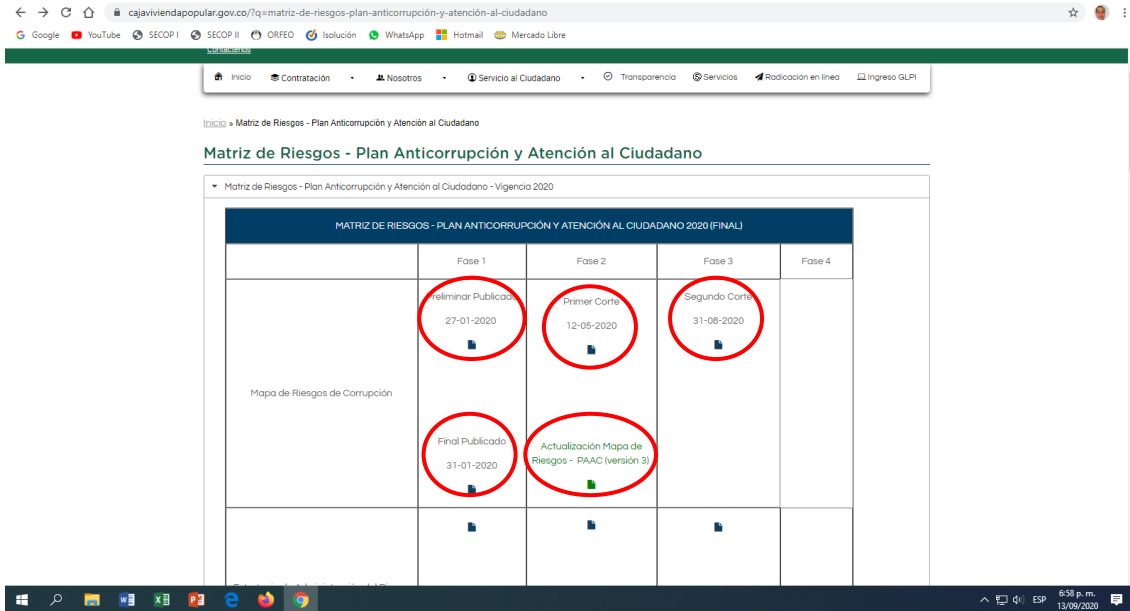 cajaviviendapopular.gov.co/?q=matriz-de-riesgos-plan-anticorrupción-y-atención-al-ciudadano
Google YouTube SECOP I SECOP II ORFEO Isolución WhatsApp Hotmail Mercado Libre
Contáctenos
Inicio Contratación Nosotros Servicio al Ciudadano Transparencia Servicios Radicación en línea Ingreso GLPI
Inicio » Matriz de Riesgos - Plan Anticorrupción y Atención al Ciudadano
Matriz de Riesgos - Plan Anticorrupción y Atención al Ciudadano
Matriz de Riesgos - Plan Anticorrupción y Atención al Ciudadano - Vigencia 2020
MATRIZ DE RIESGOS - PLAN ANTICORRUPCIÓN Y ATENCIÓN AL CIUDADANO 2020 (FINAL)
Fase 1 Fase 2 Fase 3 Fase 4
Preliminar Publicado Primer Corte Segundo Corte
27-01-2020 12-05-2020 31-08-2020
Mapa de Riesgos de Corrupción
Final Publicado
31-01-2020
Actualización Mapa de
Riesgos - PAAC (versión 3)
ESP
6:58 p. m.
13/09/2020